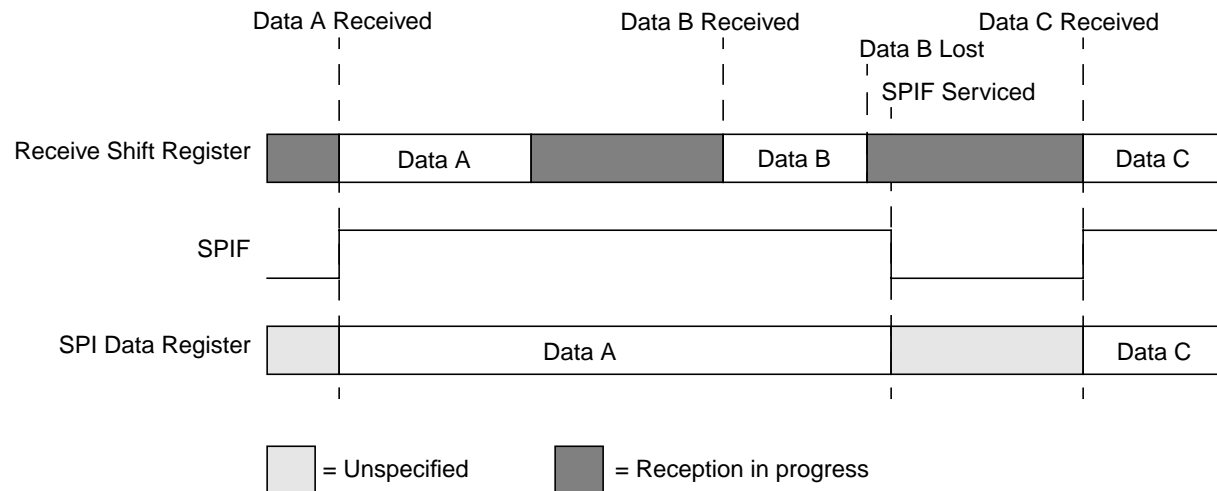 Data A Received
Data B Received
Data C Received
Data B Lost
SPIF Serviced
Receive Shift Register
Data A
Data B
Data C
SPIF
SPI Data Register
Data A
Data C
= Unspecified
= Reception in progress